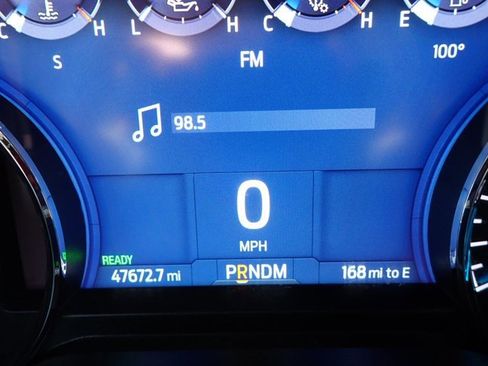 C H L H C H E
S FM 100°
98.5
0
MPH
READY
47672.7 mi PRNDM 168 mi to E